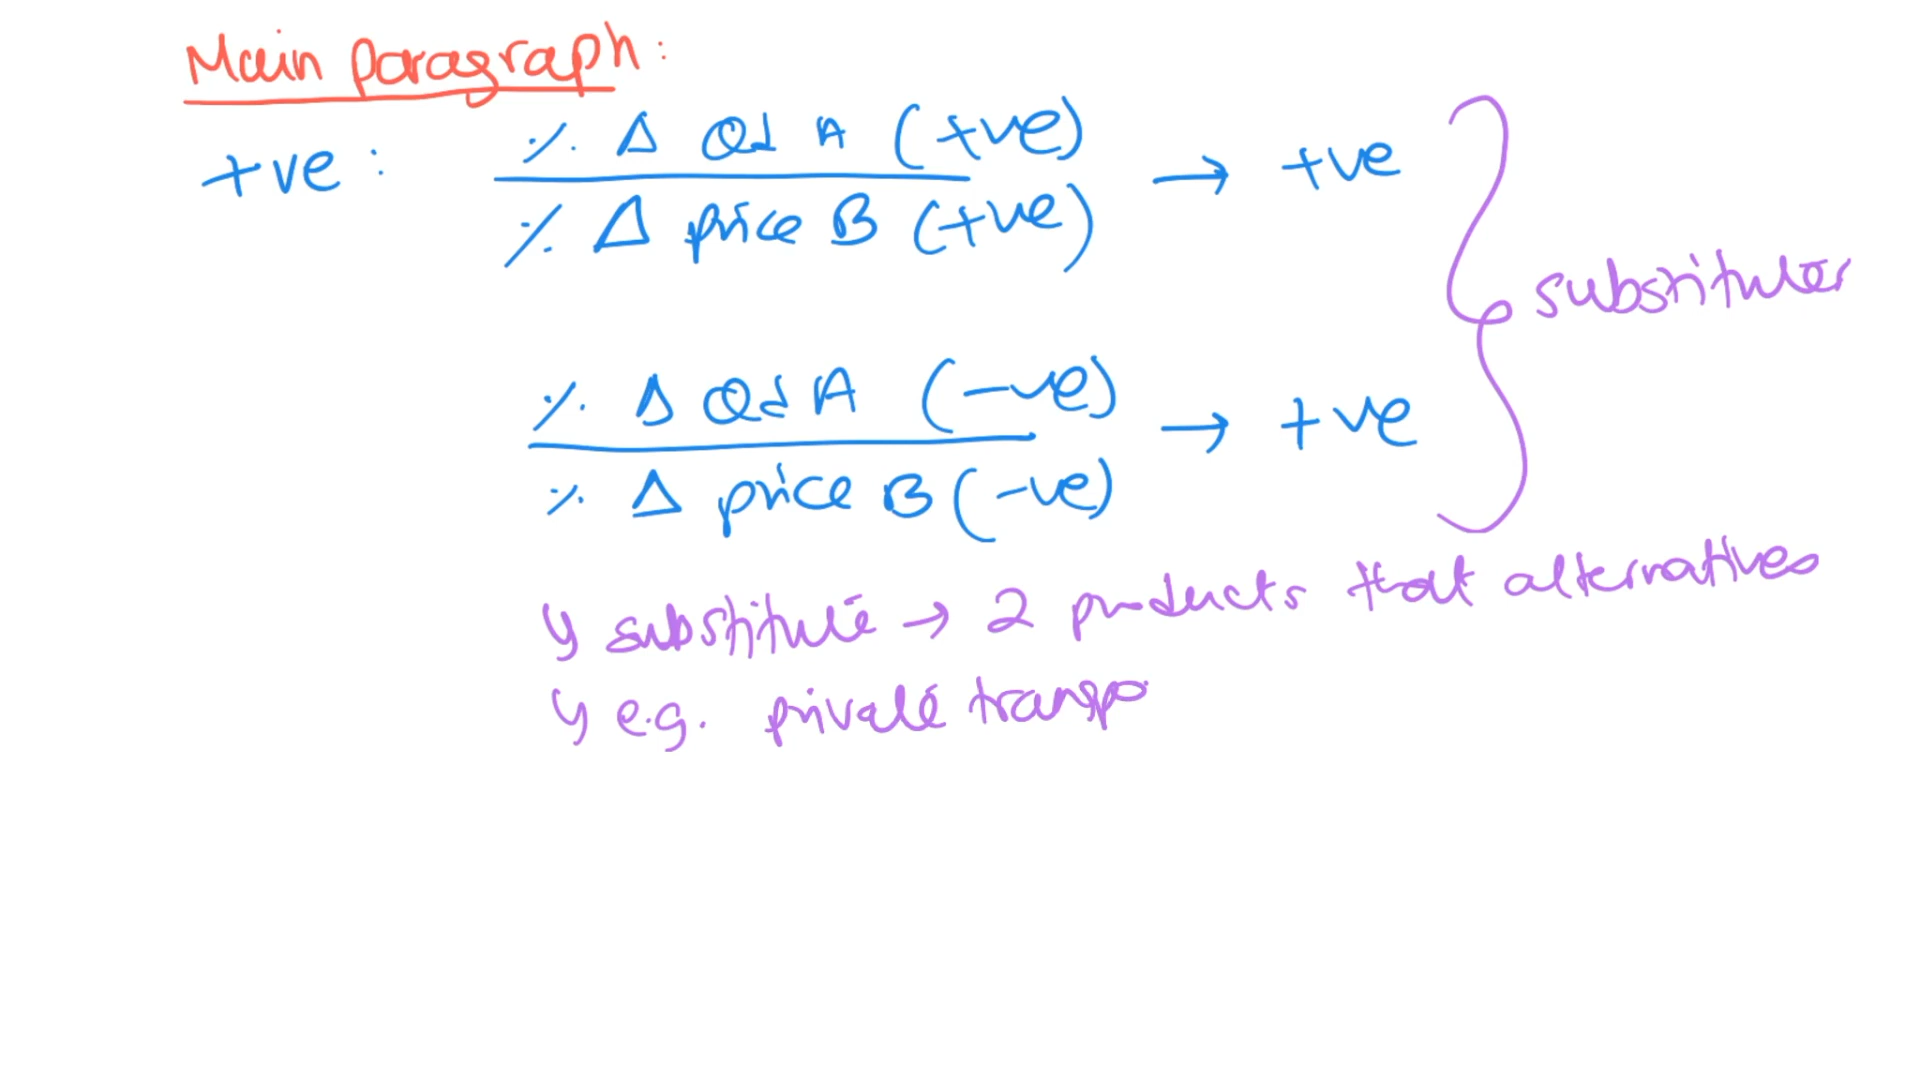 Main paragraph:
+ve:
% Δ Qd A (+ve)
% Δ price B (+ve)
→ +ve
substitutes
% Δ Qd A (-ve)
% Δ price B (-ve)
→ +ve
↳ substitute → 2 products that alternatives
↳ e.g. private transpo